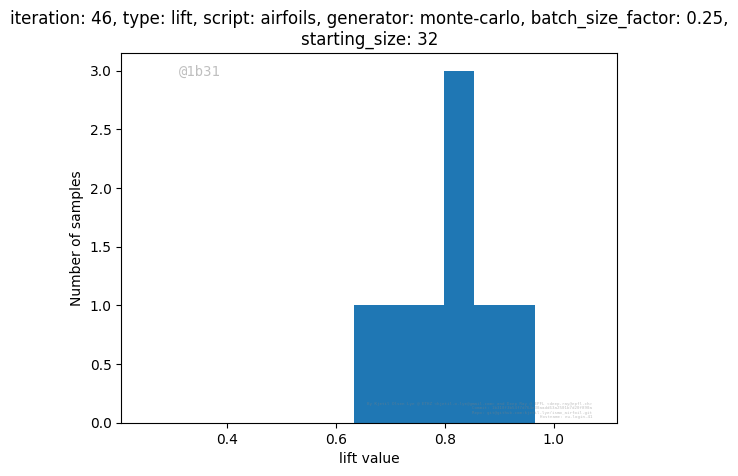 iteration: 46, type: lift, script: airfoils, generator: monte-carlo, batch_size_factor: 0.25,
starting_size: 32
@1b31
3.0
2.5
2.0
1.5
1.0
0.5
0.0
Number of samples
0.4 0.6 0.8 1.0
lift value